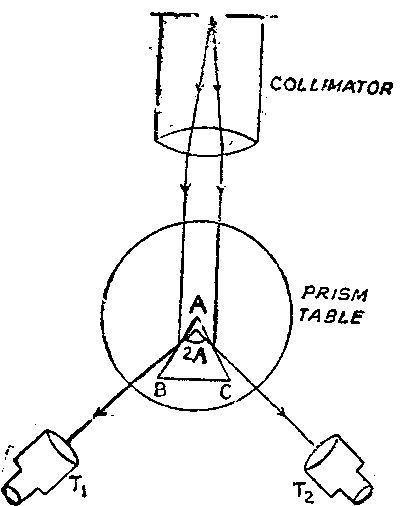 COLLIMATOR
PRISM
TABLE
A
2A
B
C
T1
T2